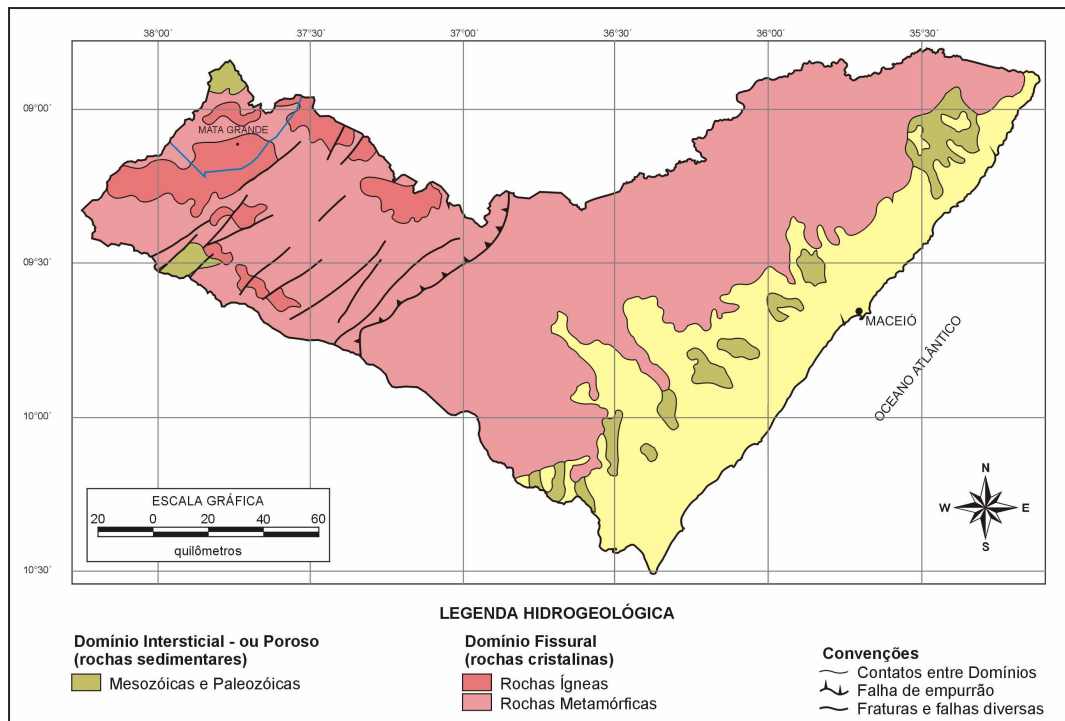 38°00´ 37°30´ 37°00´ 36°30´ 36°00´ 35°30´
09°00´
MATA GRANDE
09°30´
MACEIÓ
OCEANO ATLÂNTICO
10°00´
10°30´
ESCALA GRÁFICA
20 0 20 40 60
quilômetros
N
W E
S
LEGENDA HIDROGEOLÓGICA
Domínio Intersticial - ou Poroso
(rochas sedimentares)
Mesozóicas e Paleozóicas
Domínio Fissural
(rochas cristalinas)
Rochas Ígneas
Rochas Metamórficas
Convenções
Contatos entre Domínios
Falha de empurrão
Fraturas e falhas diversas